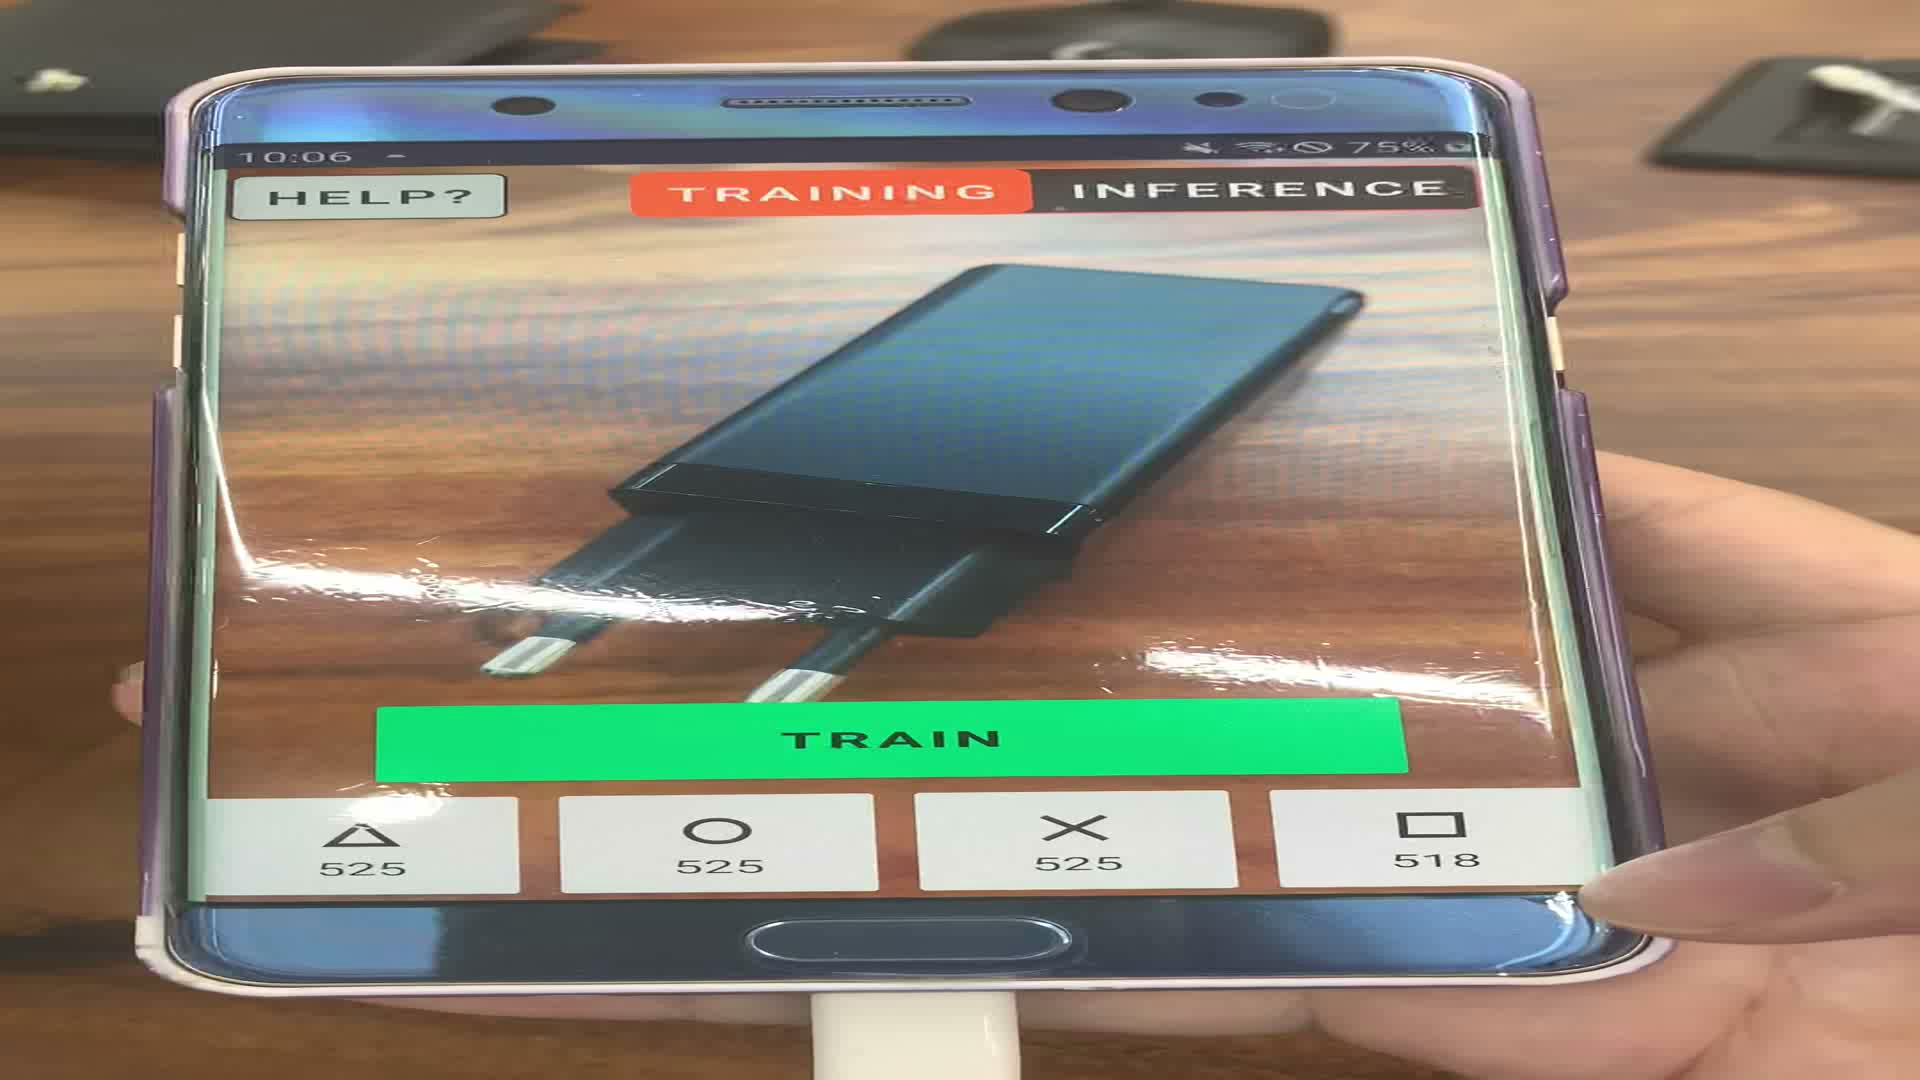 10:06 75%
HELP? TRAINING INFERENCE
TRAIN
525 525 525 518